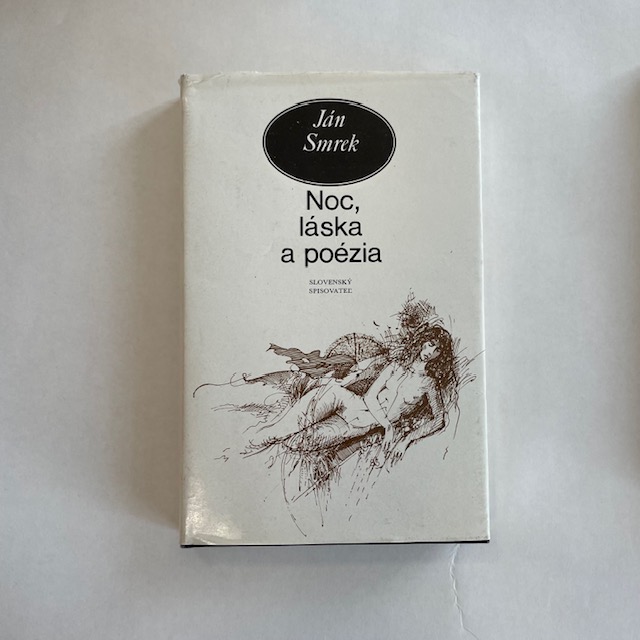 Ján
Smrek
Noc,
láska
a poézia
SLOVENSKÝ
SPISOVATEĽ